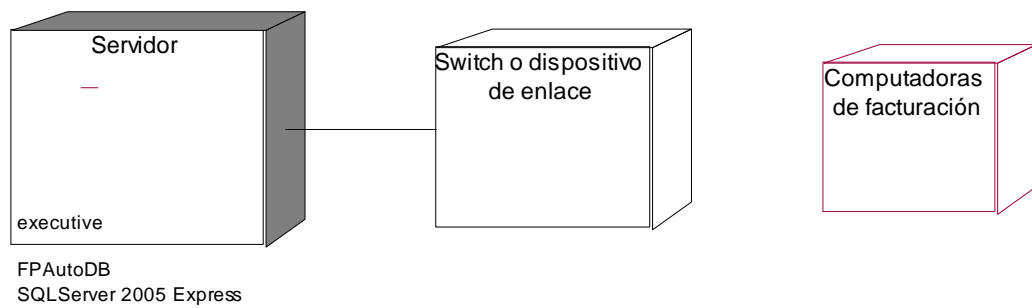 Servidor
executive
FPAutoDB
SQLServer 2005 Express
Switch o dispositivo
de enlace
Computadoras
de facturación